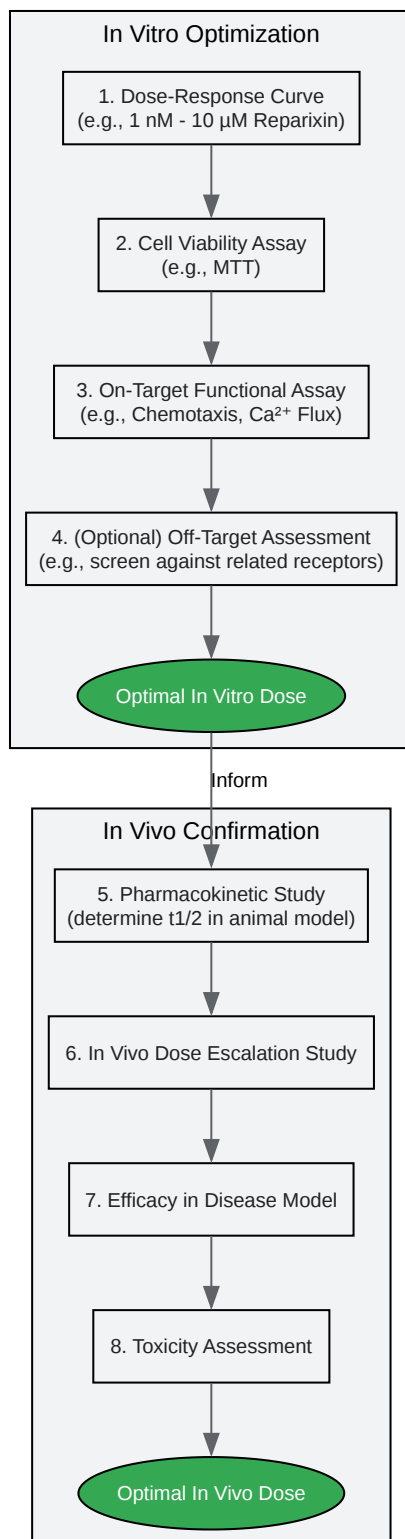 In Vitro Optimization
1. Dose-Response Curve
(e.g., 1 nM - 10 µM Reparixin)
2. Cell Viability Assay
(e.g., MTT)
3. On-Target Functional Assay
(e.g., Chemotaxis, Ca²⁺ Flux)
4. (Optional) Off-Target Assessment
(e.g., screen against related receptors)
Optimal In Vitro Dose
Inform
In Vivo Confirmation
5. Pharmacokinetic Study
(determine t1/2 in animal model)
6. In Vivo Dose Escalation Study
7. Efficacy in Disease Model
8. Toxicity Assessment
Optimal In Vivo Dose